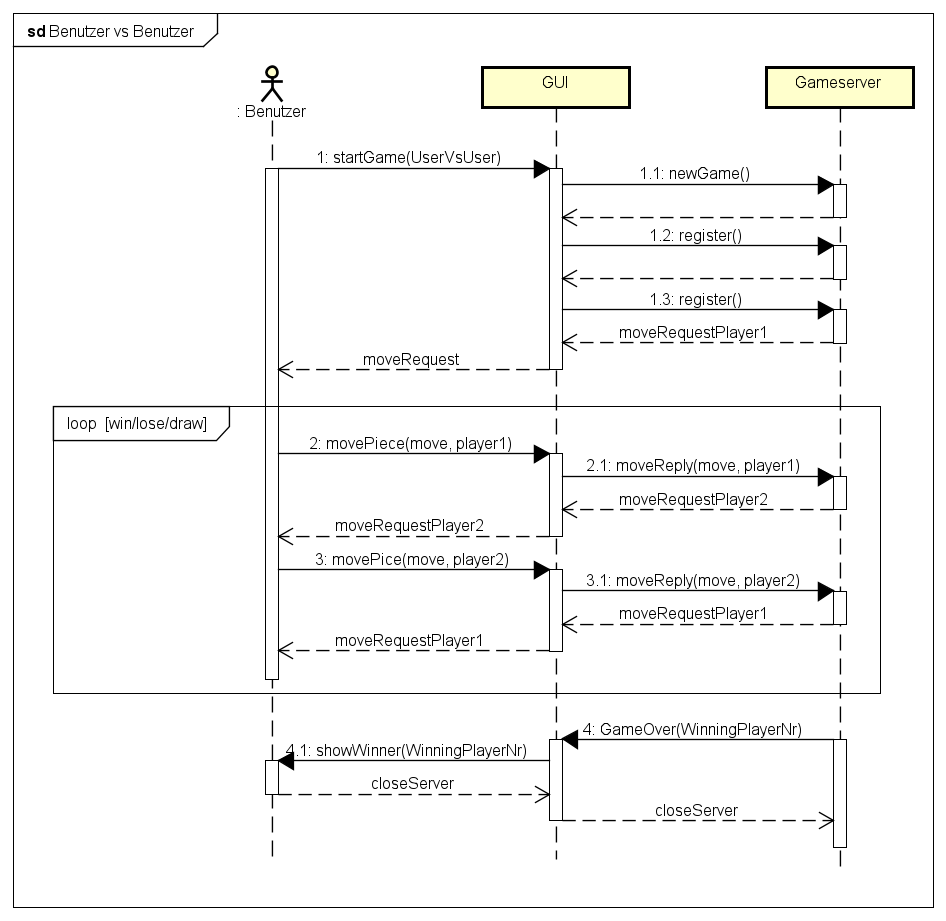 sd Benutzer vs Benutzer
: Benutzer
GUI
Gameserver
1: startGame(UserVsUser)
1.1: newGame()
1.2: register()
1.3: register()
moveRequestPlayer1
moveRequest
loop [win/lose/draw]
2: movePiece(move, player1)
2.1: moveReply(move, player1)
moveRequestPlayer2
moveRequestPlayer2
3: movePice(move, player2)
3.1: moveReply(move, player2)
moveRequestPlayer1
moveRequestPlayer1
4: GameOver(WinningPlayerNr)
4.1: showWinner(WinningPlayerNr)
closeServer
closeServer